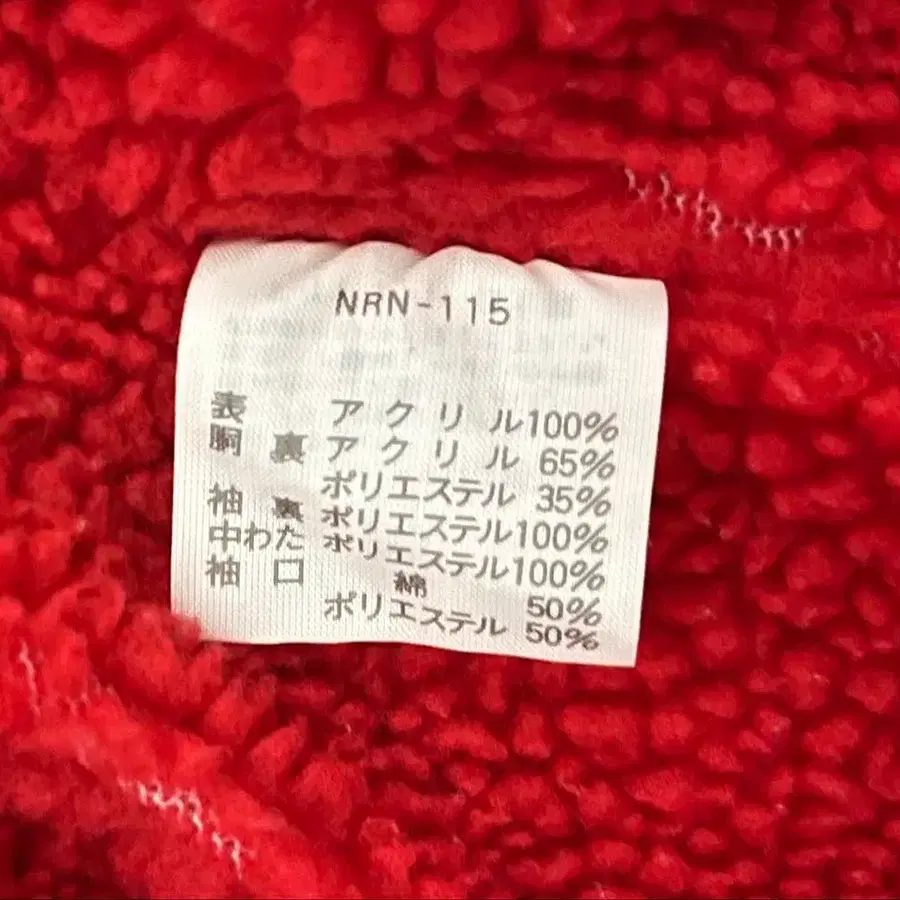 NRN-115
表 アクリル100%
胴裏 アクリル 65%
ポリエステル 35%
袖裏 ポリエステル100%
中わた ポリエステル100%
袖口 綿 50%
ポリエステル 50%